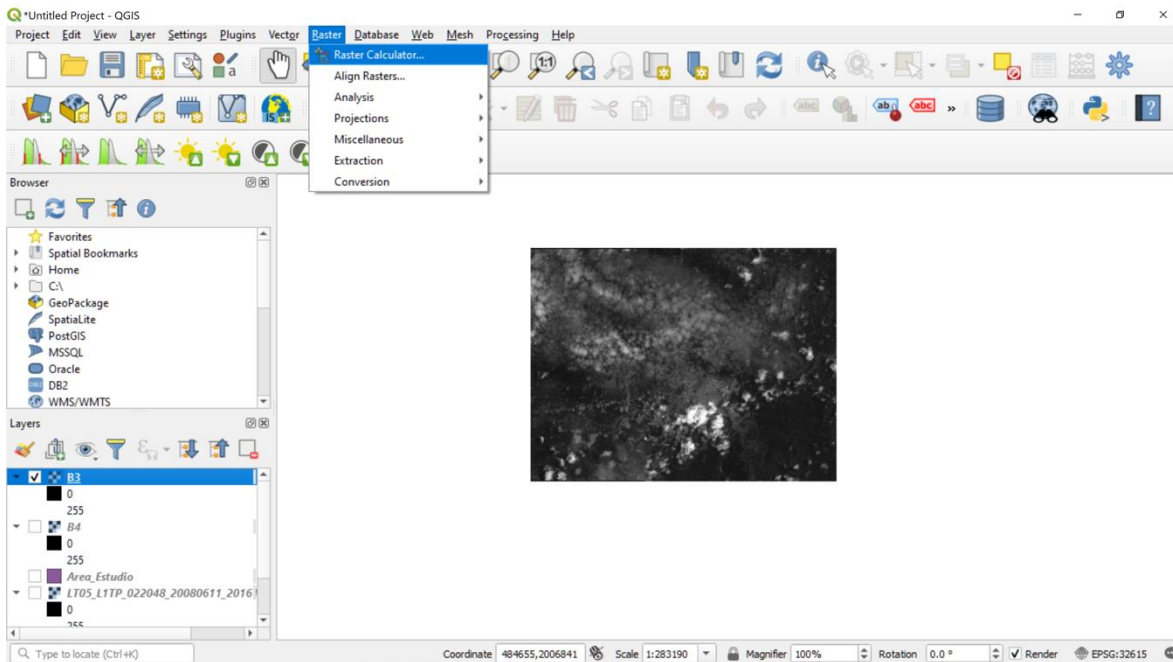 *Untitled Project - QGIS
Project Edit View Layer Settings Plugins Vector Raster Database Web Mesh Processing Help
Raster Calculator...
Align Rasters...
Analysis
Projections
Miscellaneous
Extraction
Conversion
Browser
Favorites
Spatial Bookmarks
Home
C:\
GeoPackage
SpatiaLite
PostGIS
MSSQL
Oracle
DB2
WMS/WMTS
Layers
B3
0
255
B4
0
255
Area_Estudio
LT05_L1TP_022048_20080611_2016
0
255
Type to locate (Ctrl+K)
Coordinate 484655,2006841 Scale 1:283190 Magnifier 100% Rotation 0.0 ° Render EPSG:32615